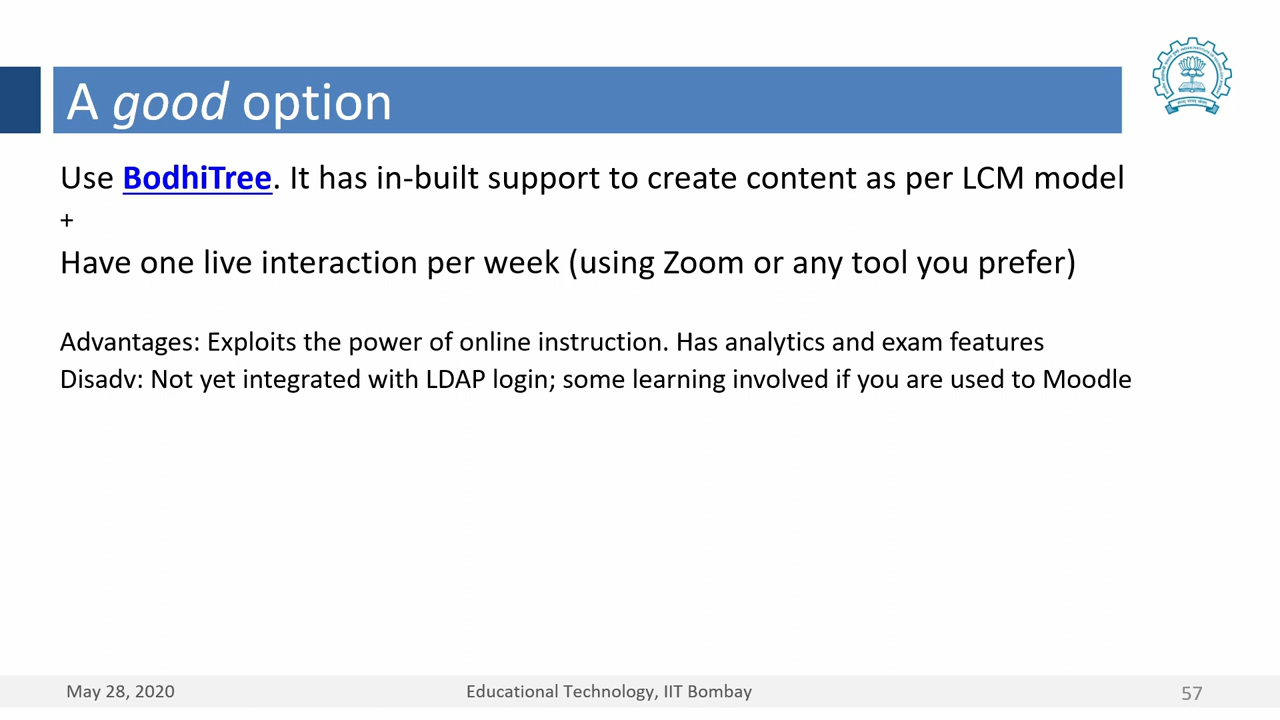 A good option
Use BodhiTree. It has in-built support to create content as per LCM model
+
Have one live interaction per week (using Zoom or any tool you prefer)
Advantages: Exploits the power of online instruction. Has analytics and exam features
Disadv: Not yet integrated with LDAP login; some learning involved if you are used to Moodle
May 28, 2020
Educational Technology, IIT Bombay
57